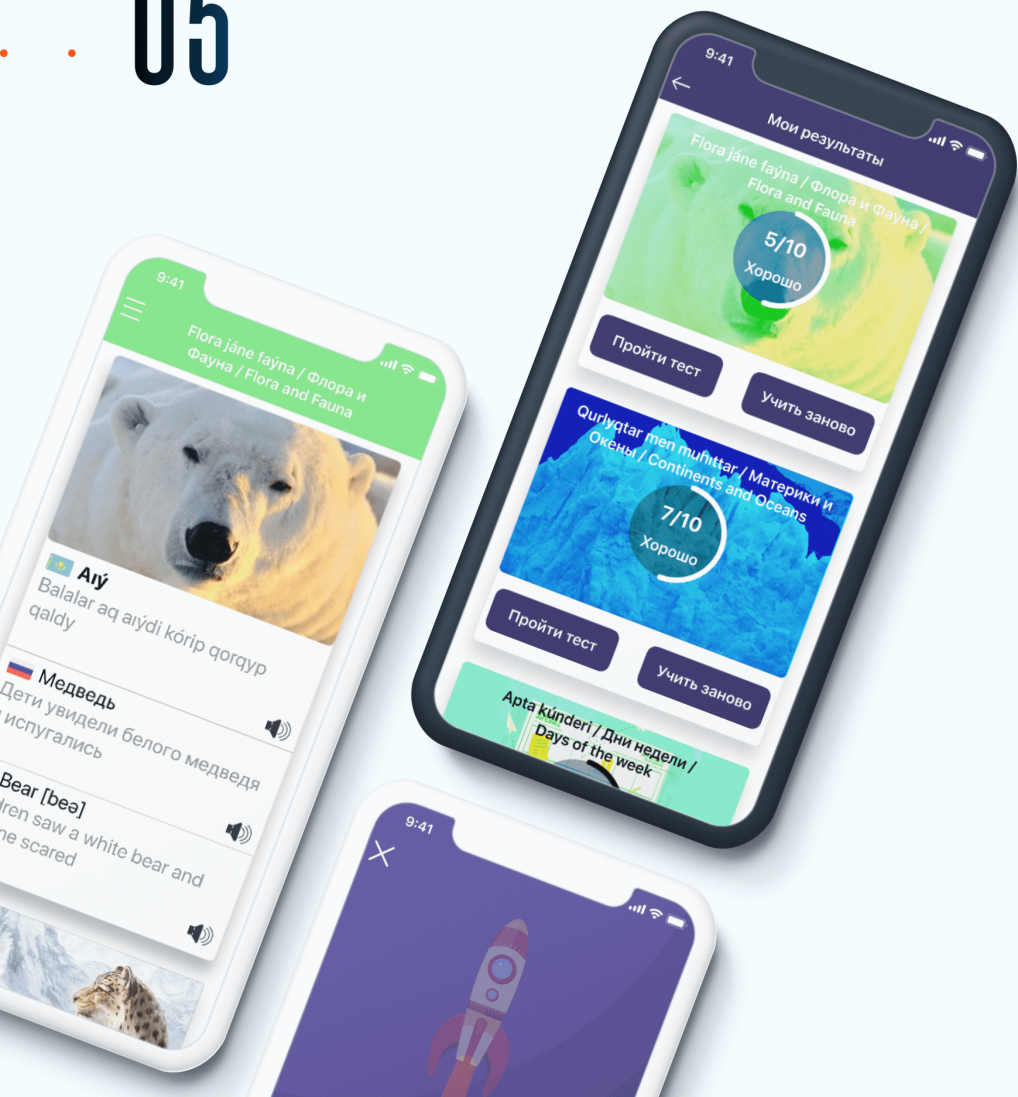 05
9:41
Мои результаты
Flora jáne faýna / Флора и Фауна /
Flora and Fauna
5/10
Хорошо
Пройти тест
Учить заново
Qurlyqtar men muhıttar / Материки и
Окены / Continents and Oceans
7/10
Хорошо
Пройти тест
Учить заново
Apta kúnderi / Дни недели /
Days of the week
9:41
Flora jáne faýna / Флора и
Фауна / Flora and Fauna
Aıý
Balalar aq aıýdi kórip qorqyp
qaldy
Медведь
Дети увидели белого медведя
испугались
Bear [beə]
saw a white bear and
scared
9:41